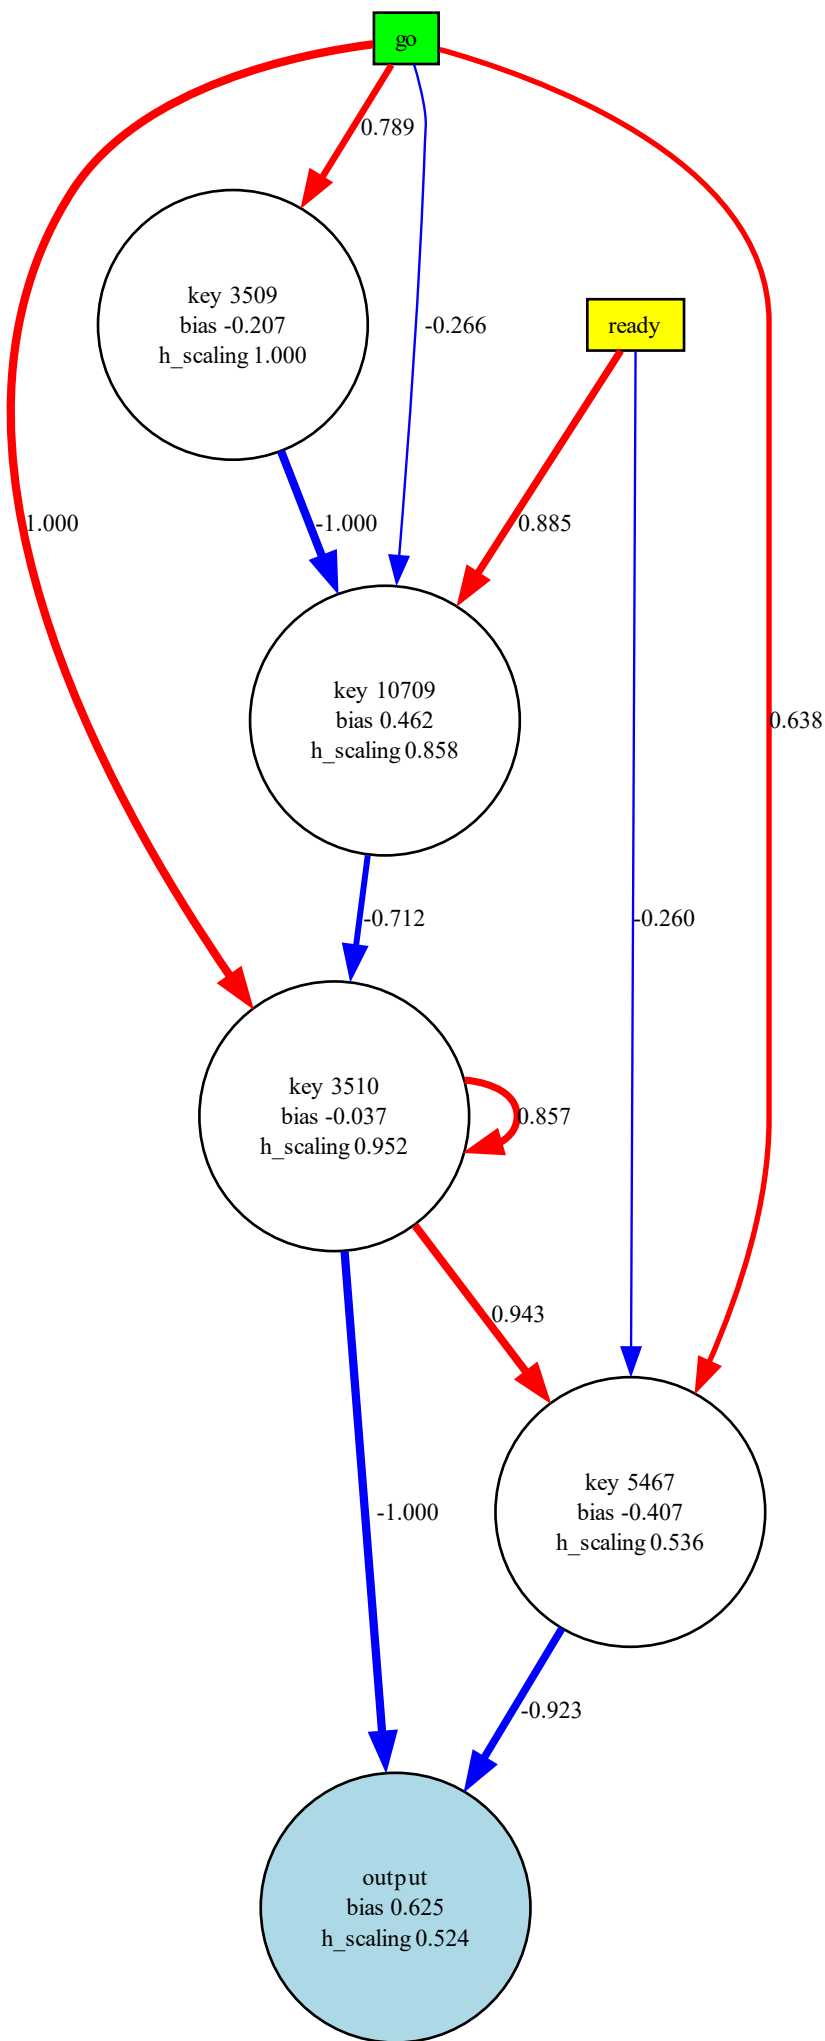 go
0.789
key 3509
bias -0.207
h_scaling 1.000
-0.266
ready
1.000
-1.000
0.885
key 10709
bias 0.462
h_scaling 0.858
0.638
-0.712
-0.260
key 3510
bias -0.037
h_scaling 0.952
0.857
0.943
-1.000
key 5467
bias -0.407
h_scaling 0.536
-0.923
output
bias 0.625
h_scaling 0.524